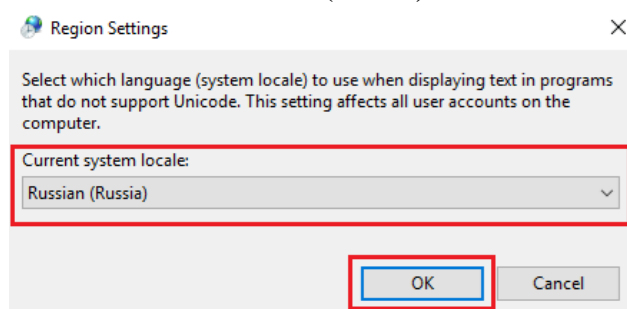 Region Settings
Select which language (system locale) to use when displaying text in programs
that do not support Unicode. This setting affects all user accounts on the
computer.
Current system locale:
Russian (Russia)
OK
Cancel